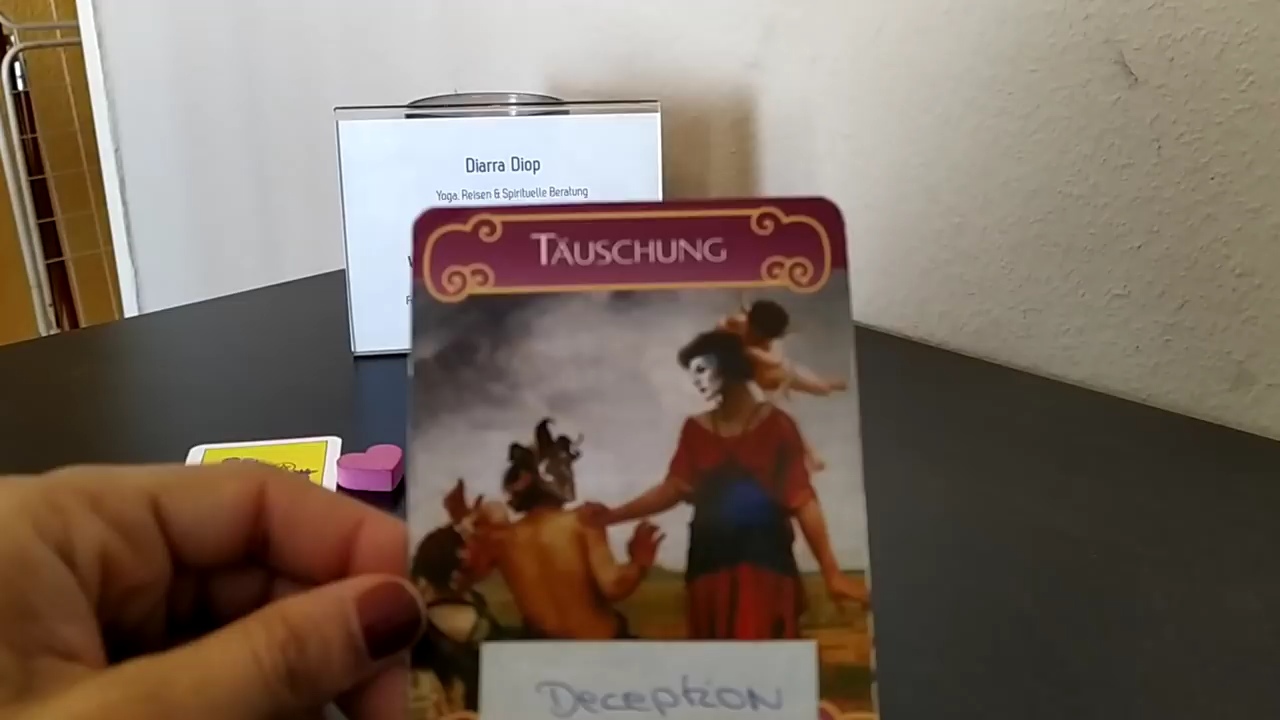 Diarra Diop
Yoga, Reisen & Spirituelle Beratung
TÄUSCHUNG
Deception